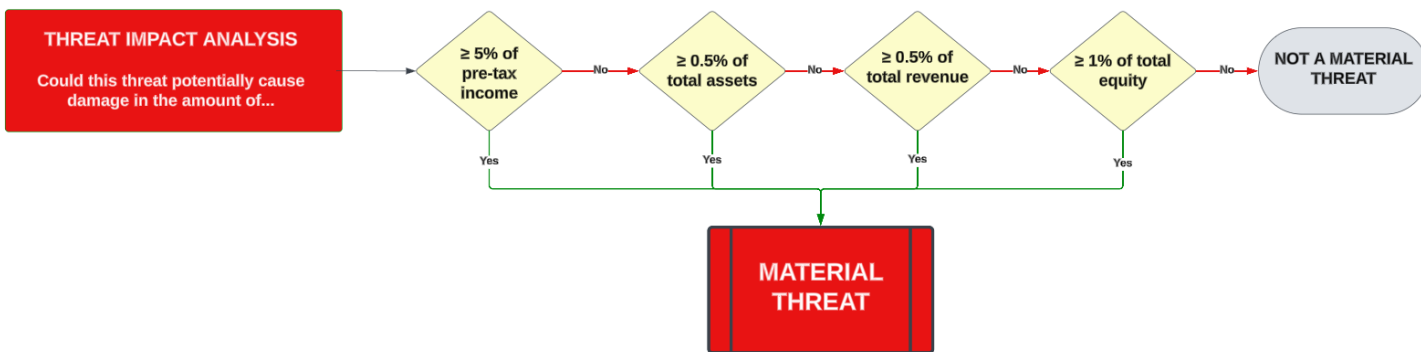 THREAT IMPACT ANALYSIS
Could this threat potentially cause
damage in the amount of...
≥ 5% of
pre-tax
income
No
≥ 0.5% of
total assets
No
≥ 0.5% of
total revenue
No
≥ 1% of total
equity
No
NOT A MATERIAL
THREAT
Yes
Yes
Yes
Yes
MATERIAL
THREAT